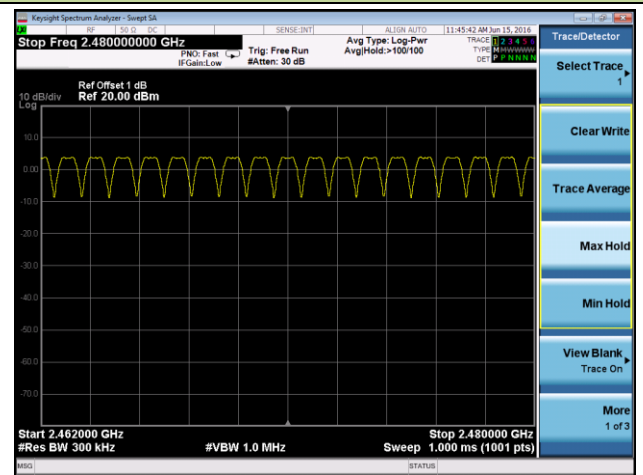 Keysight Spectrum Analyzer - Swept SA
RF 50 Ω DC SENSE:INT ALIGN AUTO 11:45:42 AM Jun 15, 2016
Stop Freq 2.480000000 GHz
PNO: Fast
IFGain:Low
Trig: Free Run
#Atten: 30 dB
Avg Type: Log-Pwr
Avg|Hold:>100/100
TRACE 1 2 3 4 5 6
TYPE MMWWWW
DET P P N N N N
Ref Offset 1 dB
10 dB/div Ref 20.00 dBm
Log
10.0
0.00
-10.0
-20.0
-30.0
-40.0
-50.0
-60.0
-70.0
Start 2.462000 GHz
Stop 2.480000 GHz
#Res BW 300 kHz #VBW 1.0 MHz Sweep 1.000 ms (1001 pts)
MSG STATUS
Trace/Detector
Select Trace
1
Clear Write
Trace Average
Max Hold
Min Hold
View Blank
Trace On
More
1 of 3